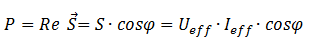 P = Re S⃗ = S · cosφ = U_eff · I_eff · cosφ